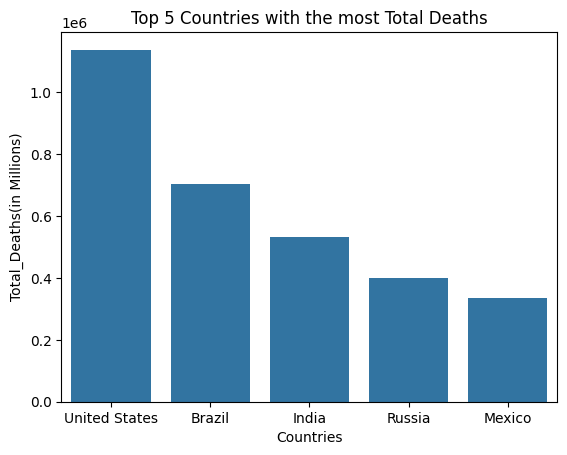 Top 5 Countries with the most Total Deaths
1e6
Total_Deaths(in Millions)
1.0
0.8
0.6
0.4
0.2
0.0
United States Brazil India Russia Mexico
Countries